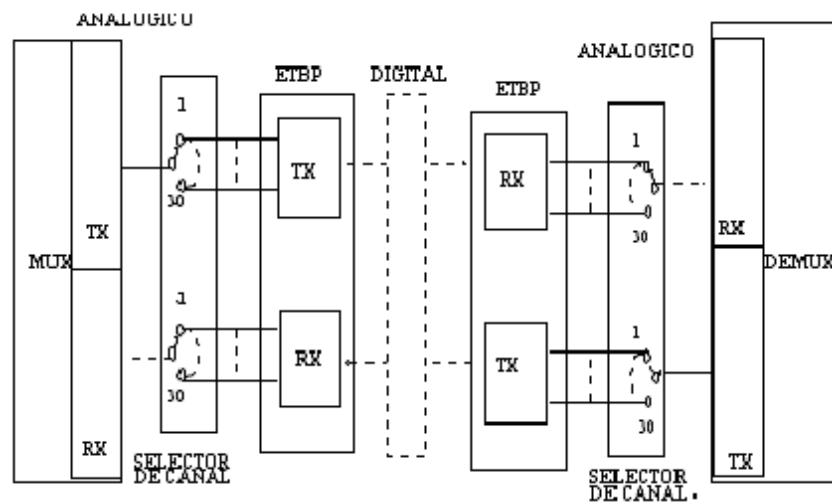 ANALOGICO
ETBP
DIGITAL
ANALOGICO
ETBP
1
TX
30
TX
MUX
1
RX
30
RX
SELECTOR
DE CANAL
1
RX
30
RX
DEMUX
1
TX
30
TX
SELECTOR
DE CANAL.